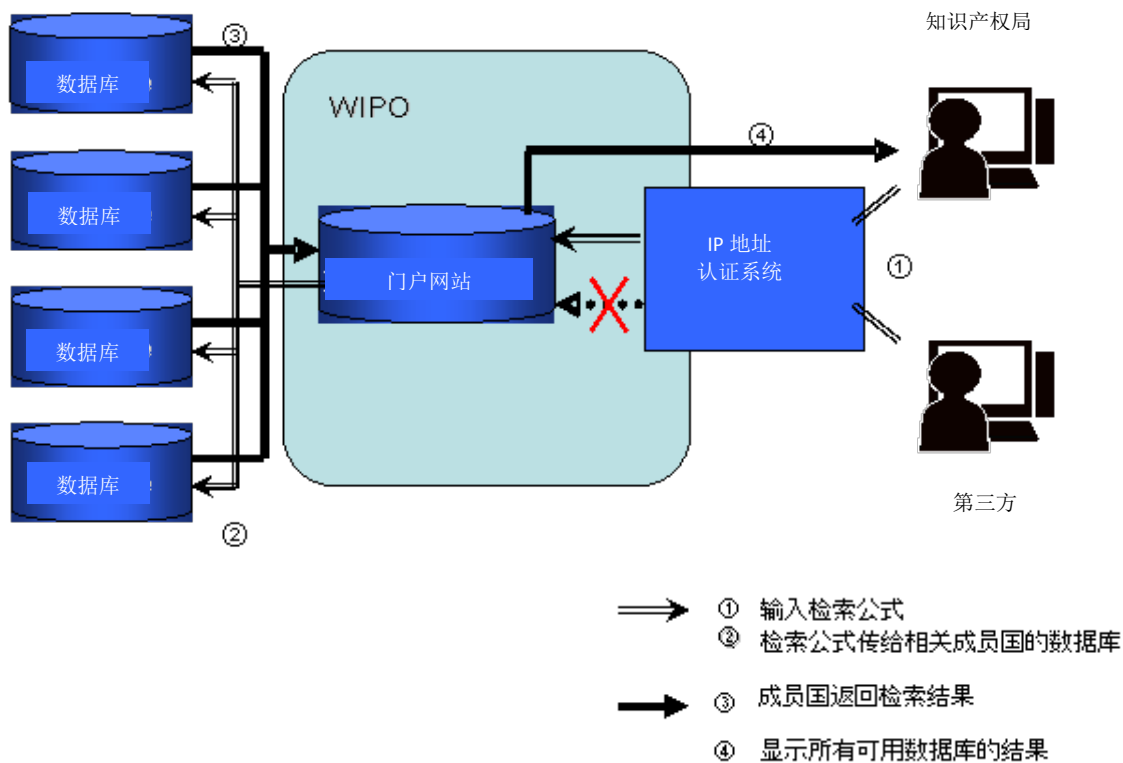 知识产权局
③
数据库
WIPO
④
数据库
IP 地址
认证系统
门户网站
①
数据库
数据库
第三方
②
① 输入检索公式
② 检索公式传给相关成员国的数据库
③ 成员国返回检索结果
④ 显示所有可用数据库的结果